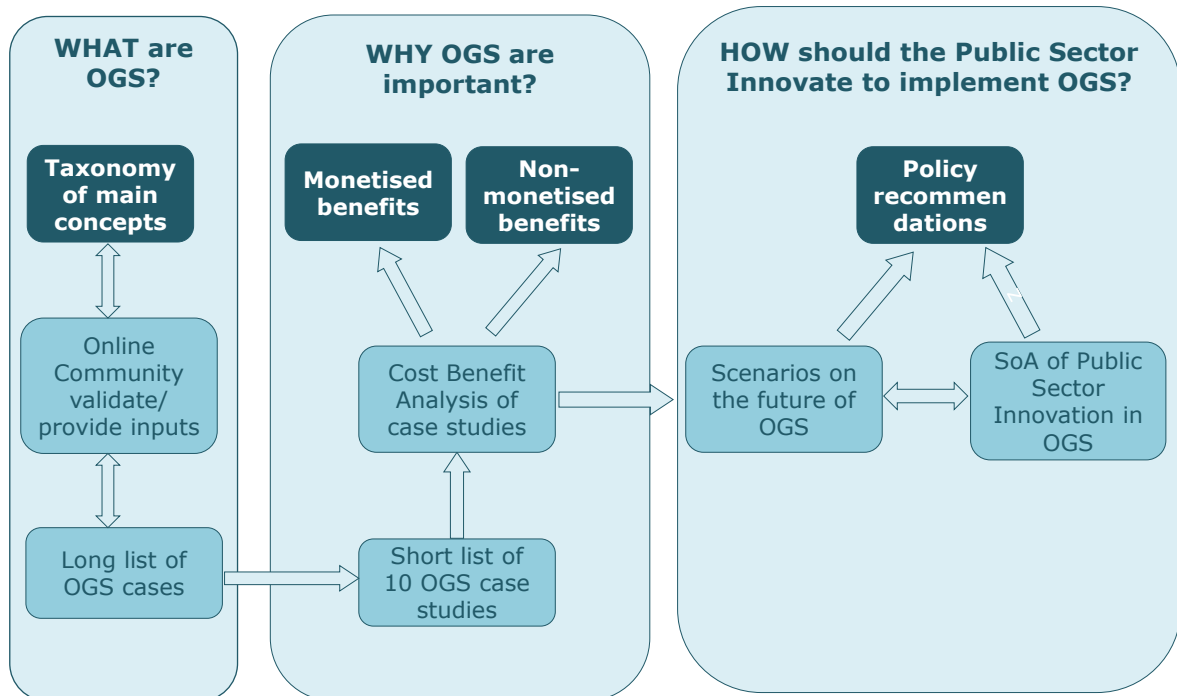 WHAT are
OGS?
Taxonomy
of main
concepts
Online
Community
validate/
provide inputs
Long list of
OGS cases
WHY OGS are
important?
Monetised
benefits
Non-
monetised
benefits
Cost Benefit
Analysis of
case studies
Short list of
10 OGS case
studies
HOW should the Public Sector
Innovate to implement OGS?
Policy
recommen
dations
Scenarios on
the future of
OGS
SoA of Public
Sector
Innovation in
OGS